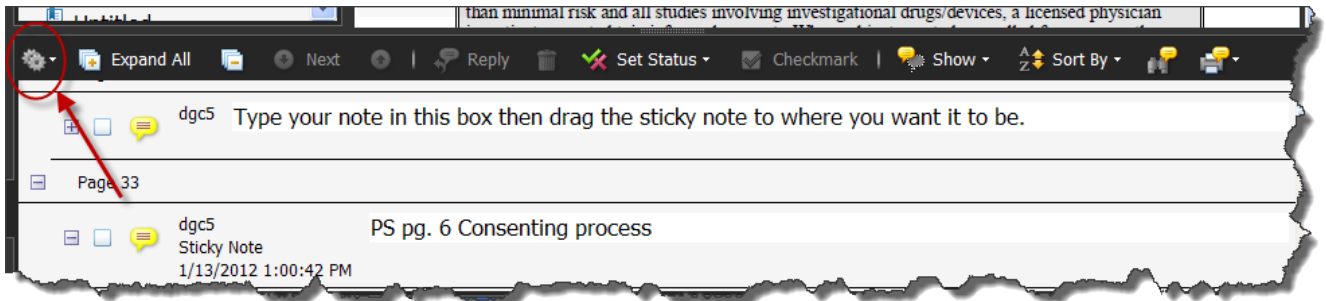 Untitled
than minimal risk and all studies involving investigational drugs/devices, a licensed physician
Expand All Next Reply Set Status Checkmark Show A Z Sort By
dgc5 Type your note in this box then drag the sticky note to where you want it to be.
Page 33
dgc5 PS pg. 6 Consenting process
Sticky Note
1/13/2012 1:00:42 PM